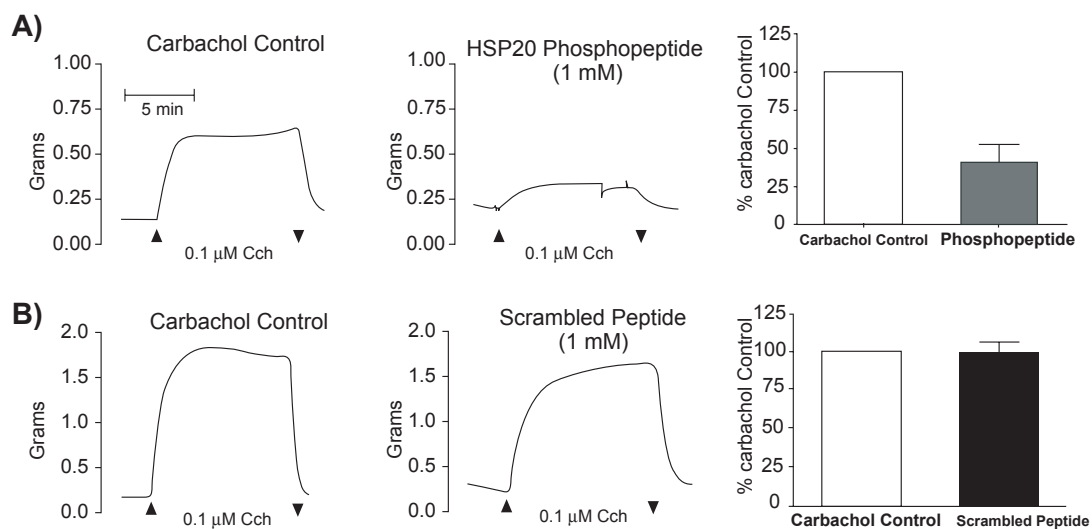 A)
Carbachol Control
1.00
0.75
0.50
0.25
0.00
Grams
5 min
0.1 μM Cch
HSP20 Phosphopeptide
(1 mM)
1.00
0.75
0.50
0.25
0.00
Grams
0.1 μM Cch
125
100
75
50
25
0
% carbachol Control
Carbachol Control
Phosphopeptide
B)
Carbachol Control
2.0
1.5
1.0
0.5
0.0
Grams
0.1 μM Cch
Scrambled Peptide
(1 mM)
2.0
1.5
1.0
0.5
0.0
Grams
0.1 μM Cch
125
100
75
50
25
0
% carbachol Control
Carbachol Control
Scrambled Peptide